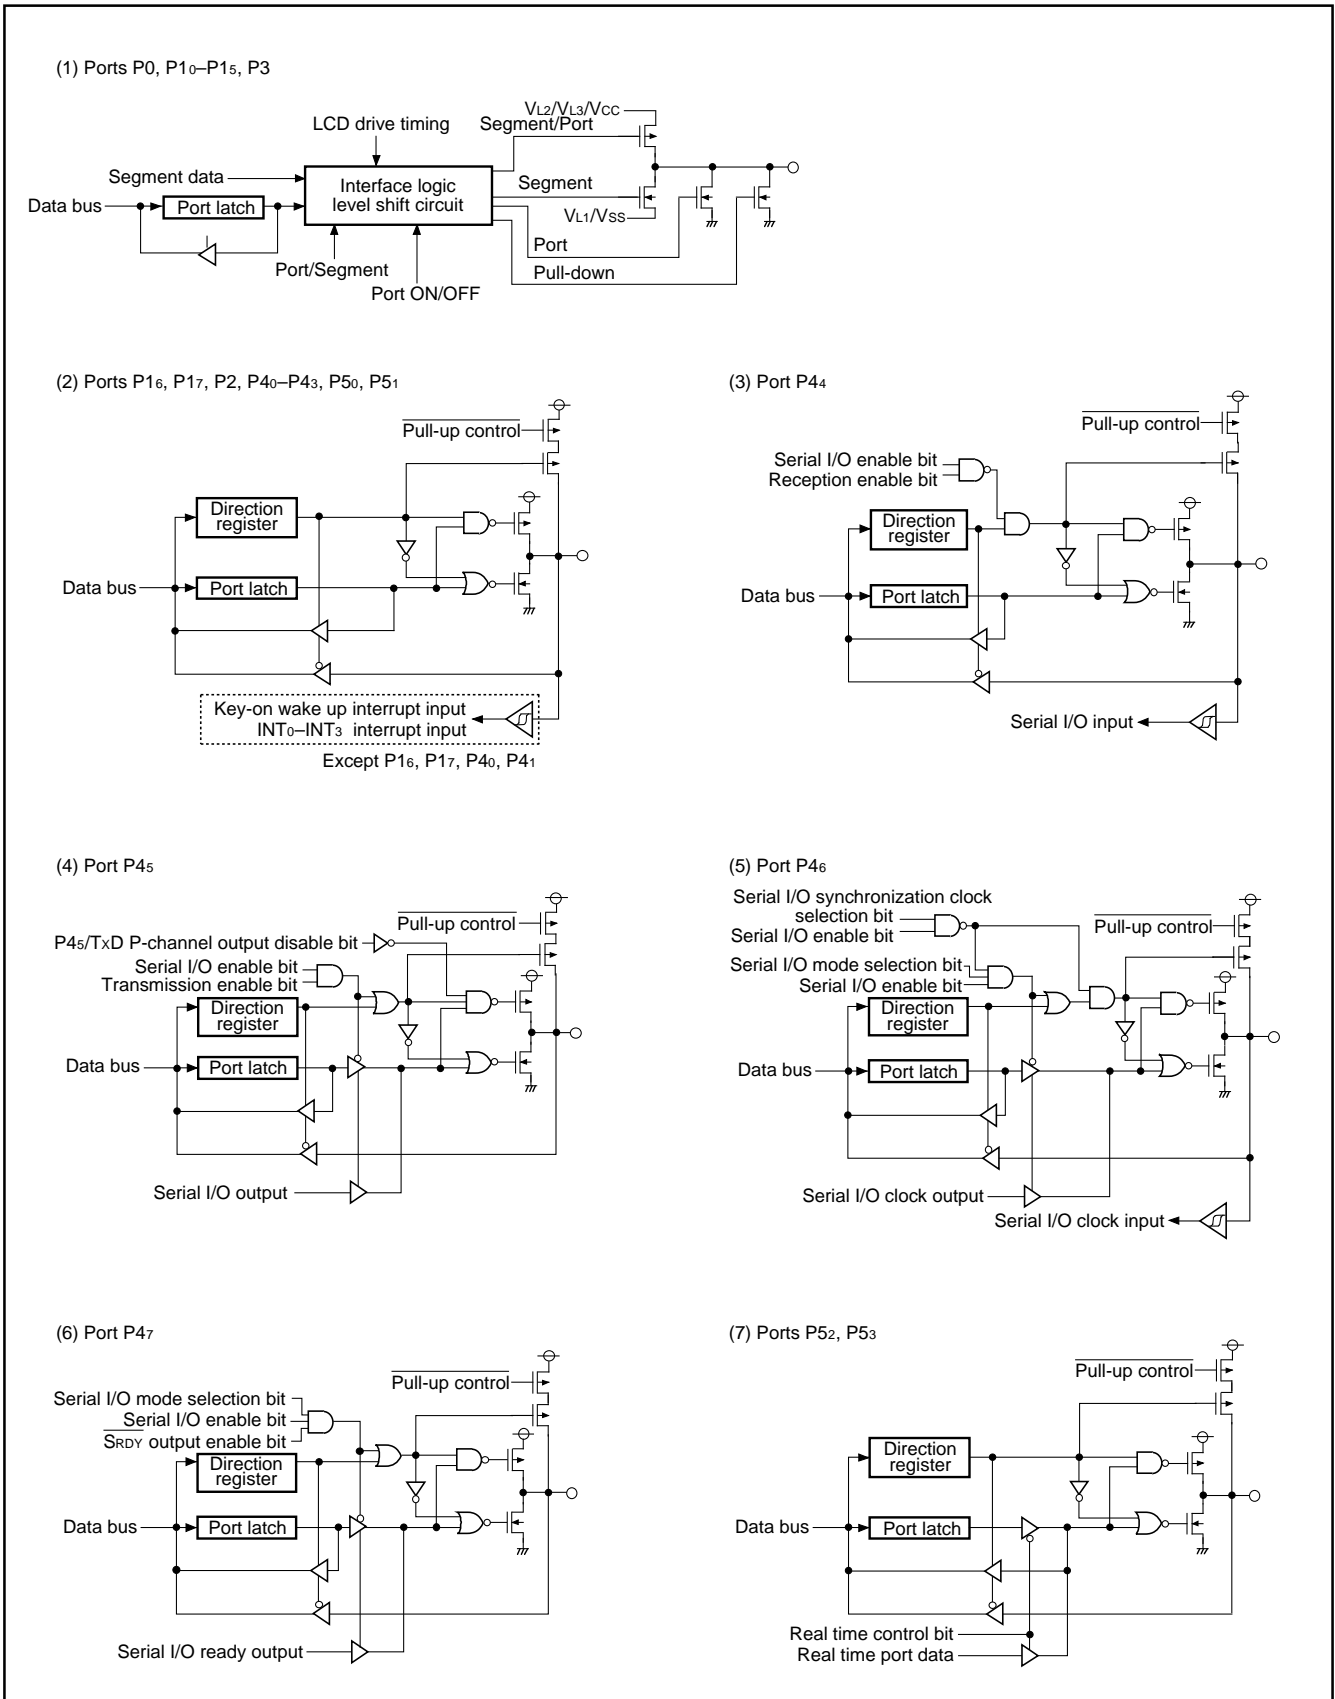 (1) Ports P0, P10–P15, P3
VL2/VL3/VCC
LCD drive timing
Segment/Port
Segment data
Interface logic
level shift circuit
Segment
Data bus
Port latch
VL1/VSS
Port
Port/Segment
Pull-down
Port ON/OFF
(2) Ports P16, P17, P2, P40–P43, P50, P51
Pull-up control
Direction
register
Data bus
Port latch
Key-on wake up interrupt input
INT0–INT3 interrupt input
Except P16, P17, P40, P41
(3) Port P44
Pull-up control
Serial I/O enable bit
Reception enable bit
Direction
register
Data bus
Port latch
Serial I/O input
(4) Port P45
Pull-up control
P45/TXD P-channel output disable bit
Serial I/O enable bit
Transmission enable bit
Direction
register
Data bus
Port latch
Serial I/O output
(5) Port P46
Serial I/O synchronization clock
selection bit
Serial I/O enable bit
Pull-up control
Serial I/O mode selection bit
Serial I/O enable bit
Direction
register
Data bus
Port latch
Serial I/O clock output
Serial I/O clock input
(6) Port P47
Pull-up control
Serial I/O mode selection bit
Serial I/O enable bit
SRDY output enable bit
Direction
register
Data bus
Port latch
Serial I/O ready output
(7) Ports P52, P53
Pull-up control
Direction
register
Data bus
Port latch
Real time control bit
Real time port data